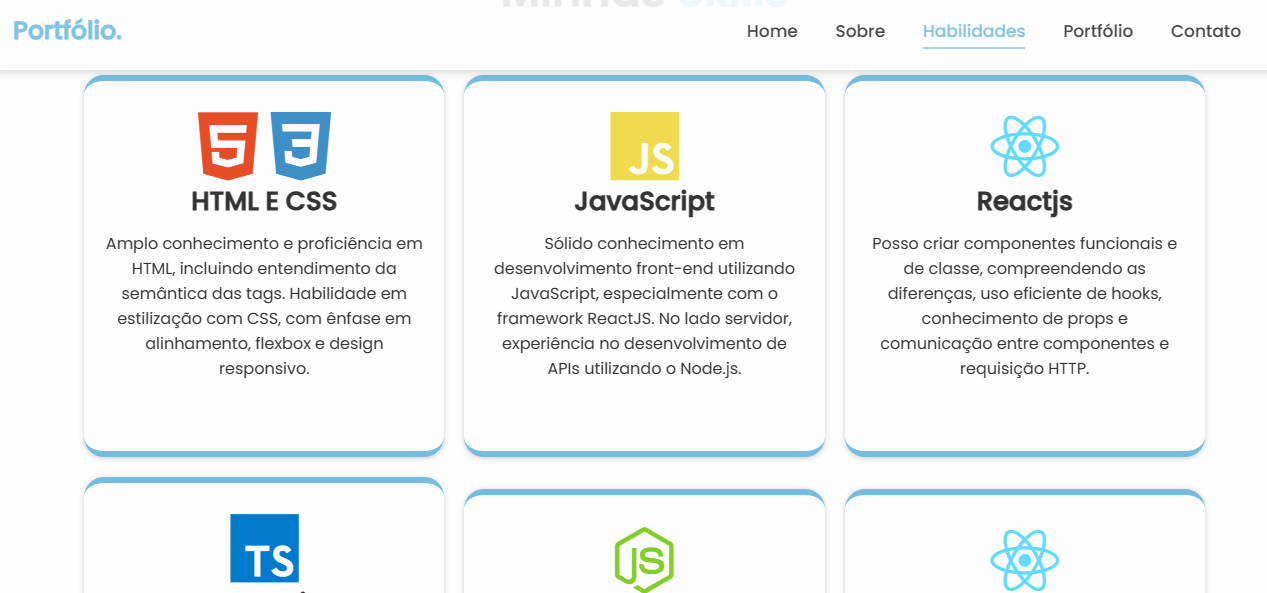 Minhas Skills
Portfólio.
Home
Sobre
Habilidades
Portfólio
Contato
HTML E CSS
Amplo conhecimento e proficiência em
HTML, incluindo entendimento da
semântica das tags. Habilidade em
estilização com CSS, com ênfase em
alinhamento, flexbox e design
responsivo.
JS
JavaScript
Sólido conhecimento em
desenvolvimento front-end utilizando
JavaScript, especialmente com o
framework ReactJS. No lado servidor,
experiência no desenvolvimento de
APIs utilizando o Node.js.
Reactjs
Posso criar componentes funcionais e
de classe, compreendendo as
diferenças, uso eficiente de hooks,
conhecimento de props e
comunicação entre componentes e
requisição HTTP.
TS
JS